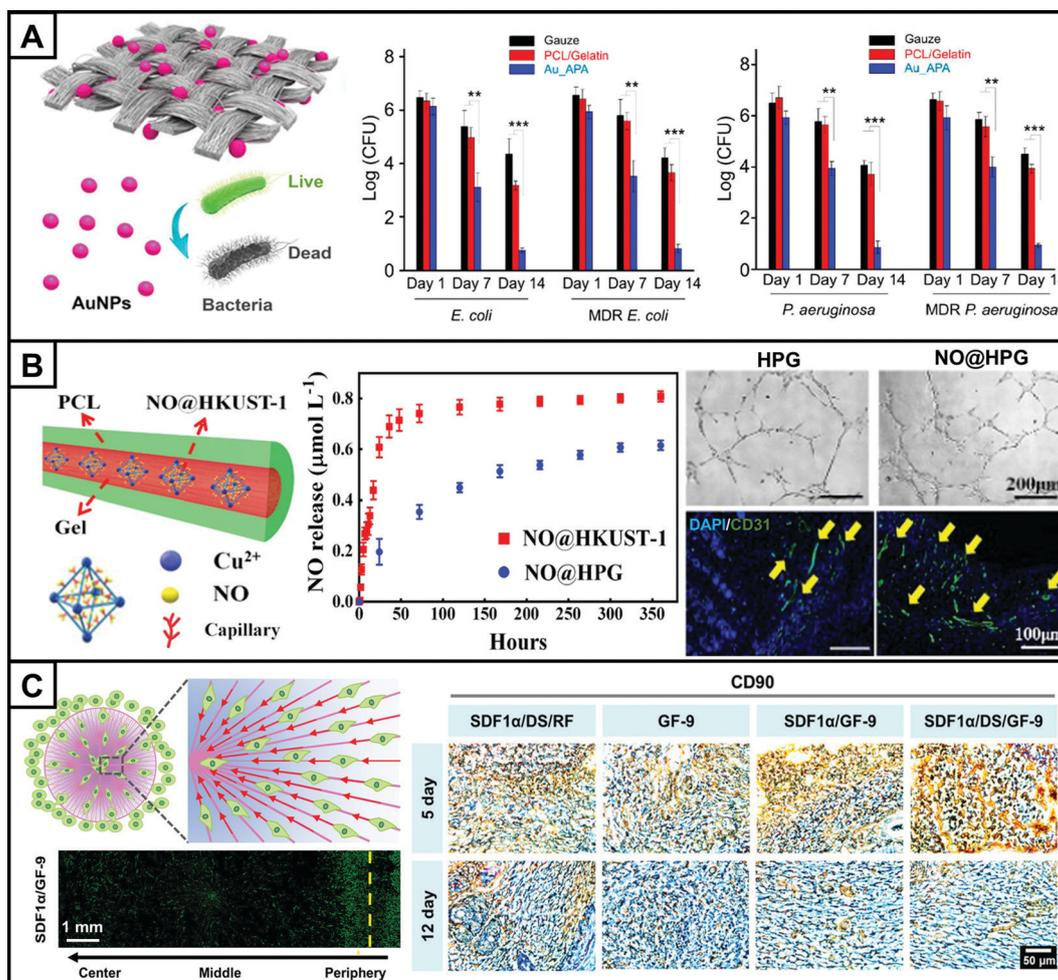 A
Live
Dead
AuNPs
Bacteria
Gauze
PCL/Gelatin
Au_APA
Log (CFU)
8
6
4
2
0
**
***
**
***
Day 1 Day 7 Day 14 Day 1 Day 7 Day 14
E. coli MDR E. coli
Gauze
PCL/Gelatin
Au_APA
Log (CFU)
8
6
4
2
0
**
***
**
***
Day 1 Day 7 Day 14 Day 1 Day 7 Day 1
P. aeruginosa MDR P. aeruginosa
B
PCL NO@HKUST-1
Gel
Cu2+
NO
Capillary
NO release (μmol L-1)
0.8
0.6
0.4
0.2
0.0
NO@HKUST-1
NO@HPG
0 50 100 150 200 250 300 350
Hours
HPG NO@HPG
200μm
DAPI/CD31
100μm
C
SDF1α/GF-9
1 mm
Center Middle Periphery
CD90
SDF1α/DS/RF GF-9 SDF1α/GF-9 SDF1α/DS/GF-9
5 day
12 day
50 μm